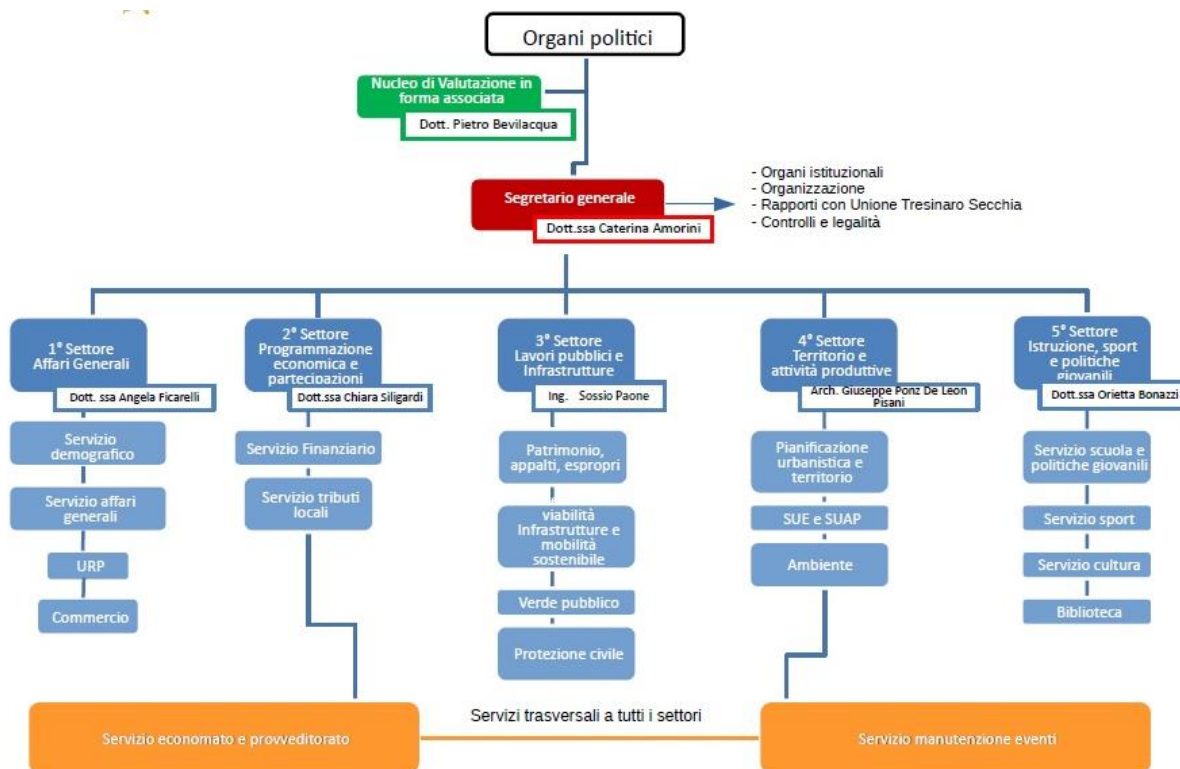 Organi politici
Nucleo di Valutazione in
forma associata
Dott. Pietro Bevilacqua
Segretario generale
Dott.ssa Caterina Amorini
- Organi istituzionali
- Organizzazione
- Rapporti con Unione Tresinaro Secchia
- Controlli e legalità
1° Settore
Affari Generali
Dott. ssa Angela Ficarelli
Servizio
demografico
Servizio affari
generali
URP
Commercio
2° Settore
Programmazione
economica e
partecipazioni
Dott.ssa Chiara Siligardi
Servizio Finanziario
Servizio tributi
locali
3° Settore
Lavori pubblici e
Infrastrutture
Ing. Sossio Paone
Patrimonio,
appalti, espropri
viabilità
Infrastrutture e
mobilità
sostenibile
Verde pubblico
Protezione civile
4° Settore
Territorio e
attività produttive
Arch. Giuseppe Ponz De Leon
Pisani
Pianificazione
urbanistica e
territorio
SUE e SUAP
Ambiente
5° Settore
Istruzione, sport
e politiche
giovanili
Dott.ssa Orietta Bonazzi
Servizio scuola e
politiche giovanili
Servizio sport
Servizio cultura
Biblioteca
Servizio economato e provveditorato
Servizi trasversali a tutti i settori
Servizio manutenzione eventi